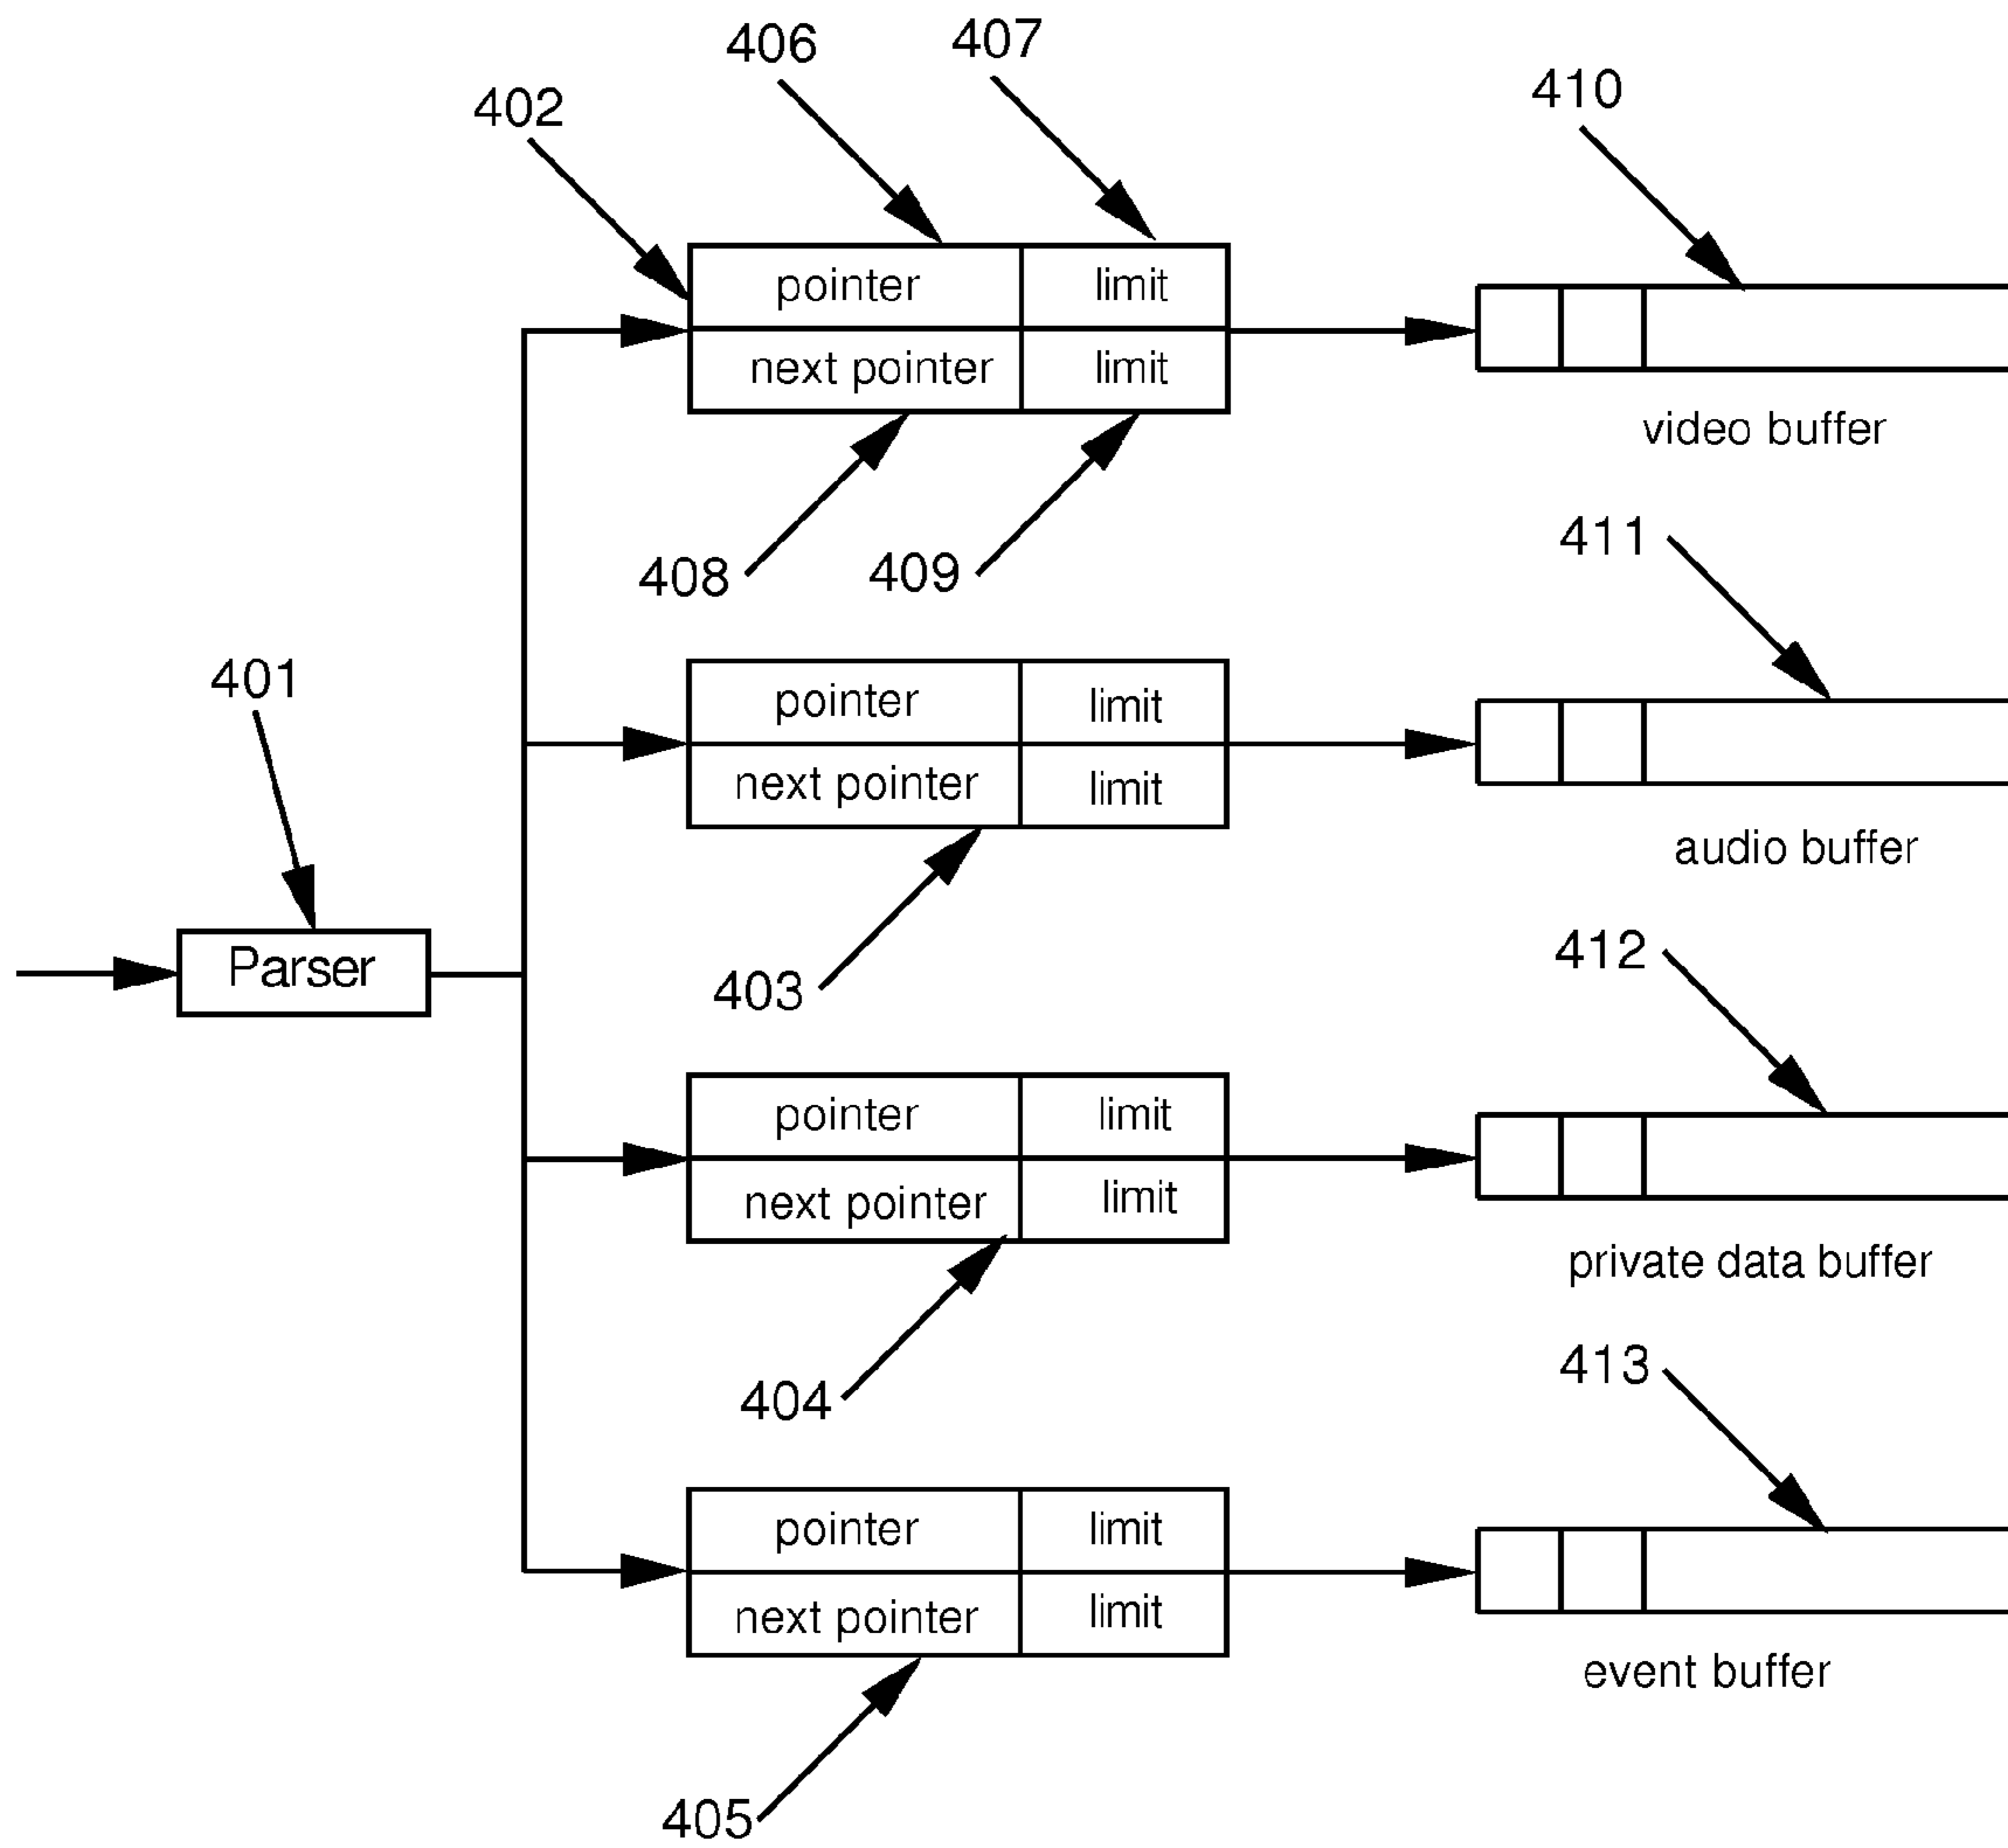 406
407
402
410
pointer limit
next pointer limit
video buffer
408
409
411
401
pointer limit
next pointer limit
audio buffer
Parser
403
412
pointer limit
next pointer limit
private data buffer
404
413
pointer limit
next pointer limit
event buffer
405